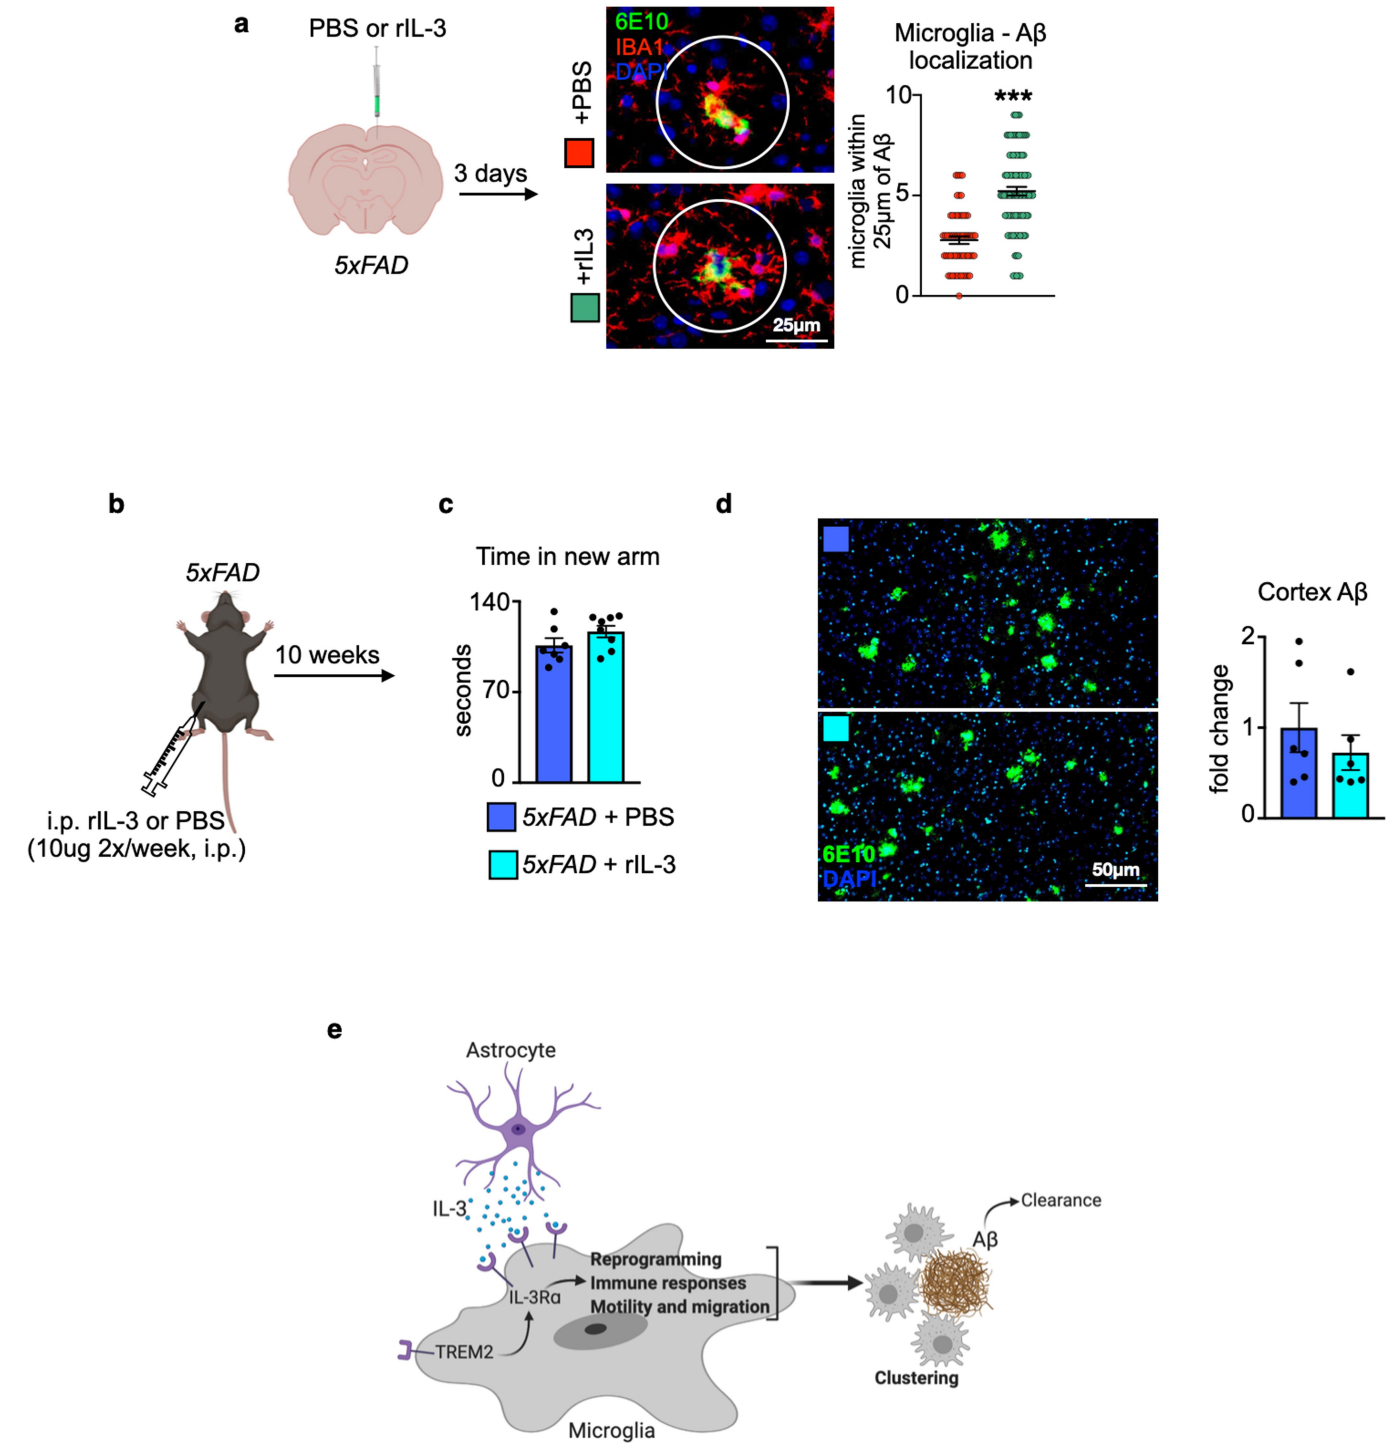 a
PBS or rIL-3
3 days
5xFAD
+PBS
+rIL3
6E10
IBA1
DAPI
25µm
Microglia - Aβ
localization
microglia within
25µm of Aβ
10
5
0
***
b
5xFAD
10 weeks
i.p. rIL-3 or PBS
(10ug 2x/week, i.p.)
c
Time in new arm
seconds
140
70
0
5xFAD + PBS
5xFAD + rIL-3
d
6E10
DAPI
50µm
Cortex Aβ
fold change
2
1
0
e
Astrocyte
IL-3
IL-3Rα
TREM2
Reprogramming
Immune responses
Motility and migration
Microglia
Aβ
Clearance
Clustering